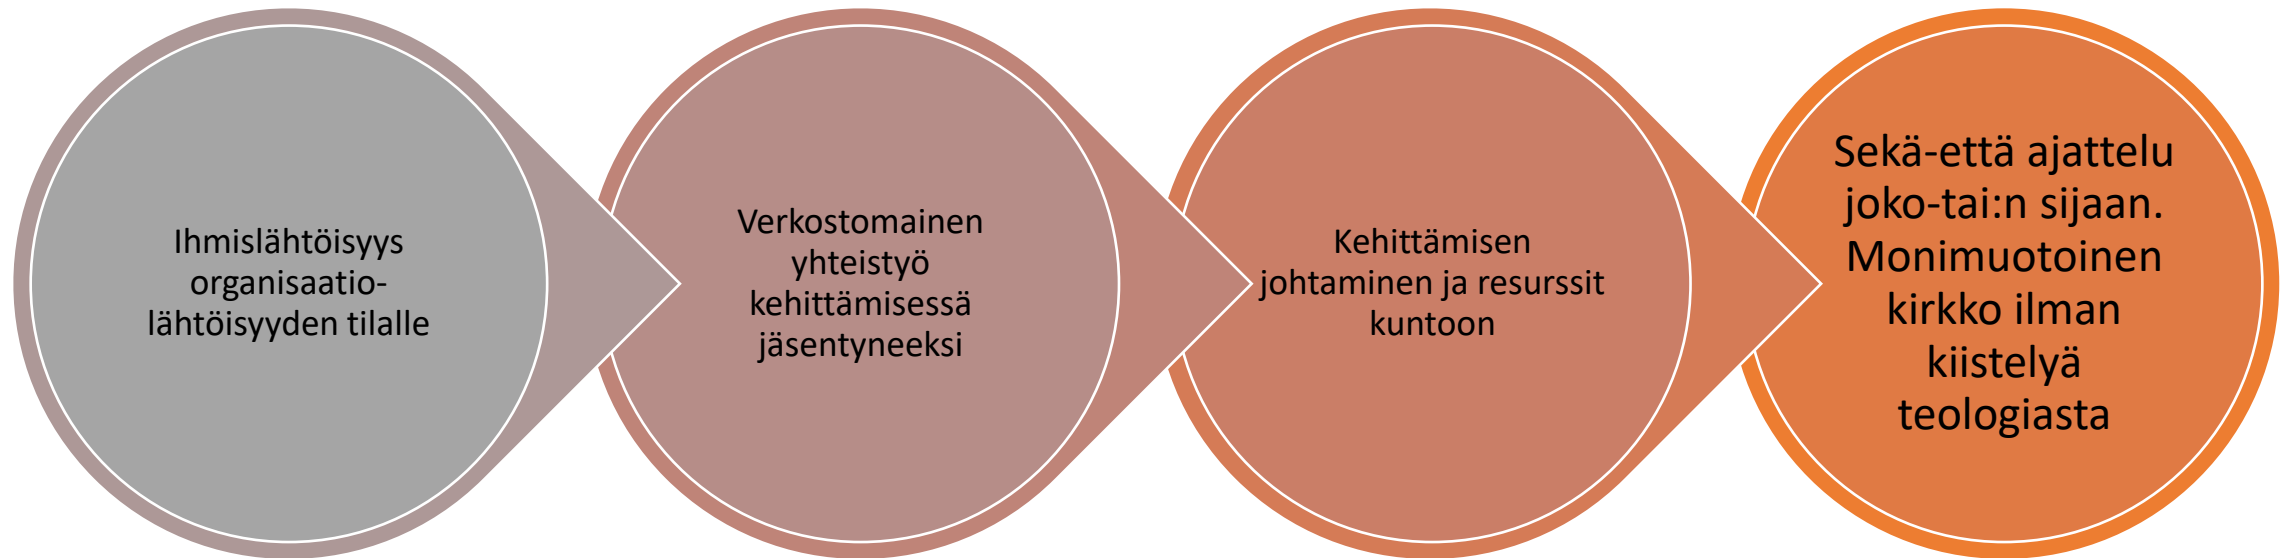 Ihmislähtöisyys
organisaatio-
lähtöisyyden tilalle
Verkostomainen
yhteistyö
kehittämisessä
jäsentyneeksi
Kehittämisen
johtaminen ja resurssit
kuntoon
Sekä-että ajattelu
joko-tai:n sijaan.
Monimuotoinen
kirkko ilman
kiistelyä
teologiasta